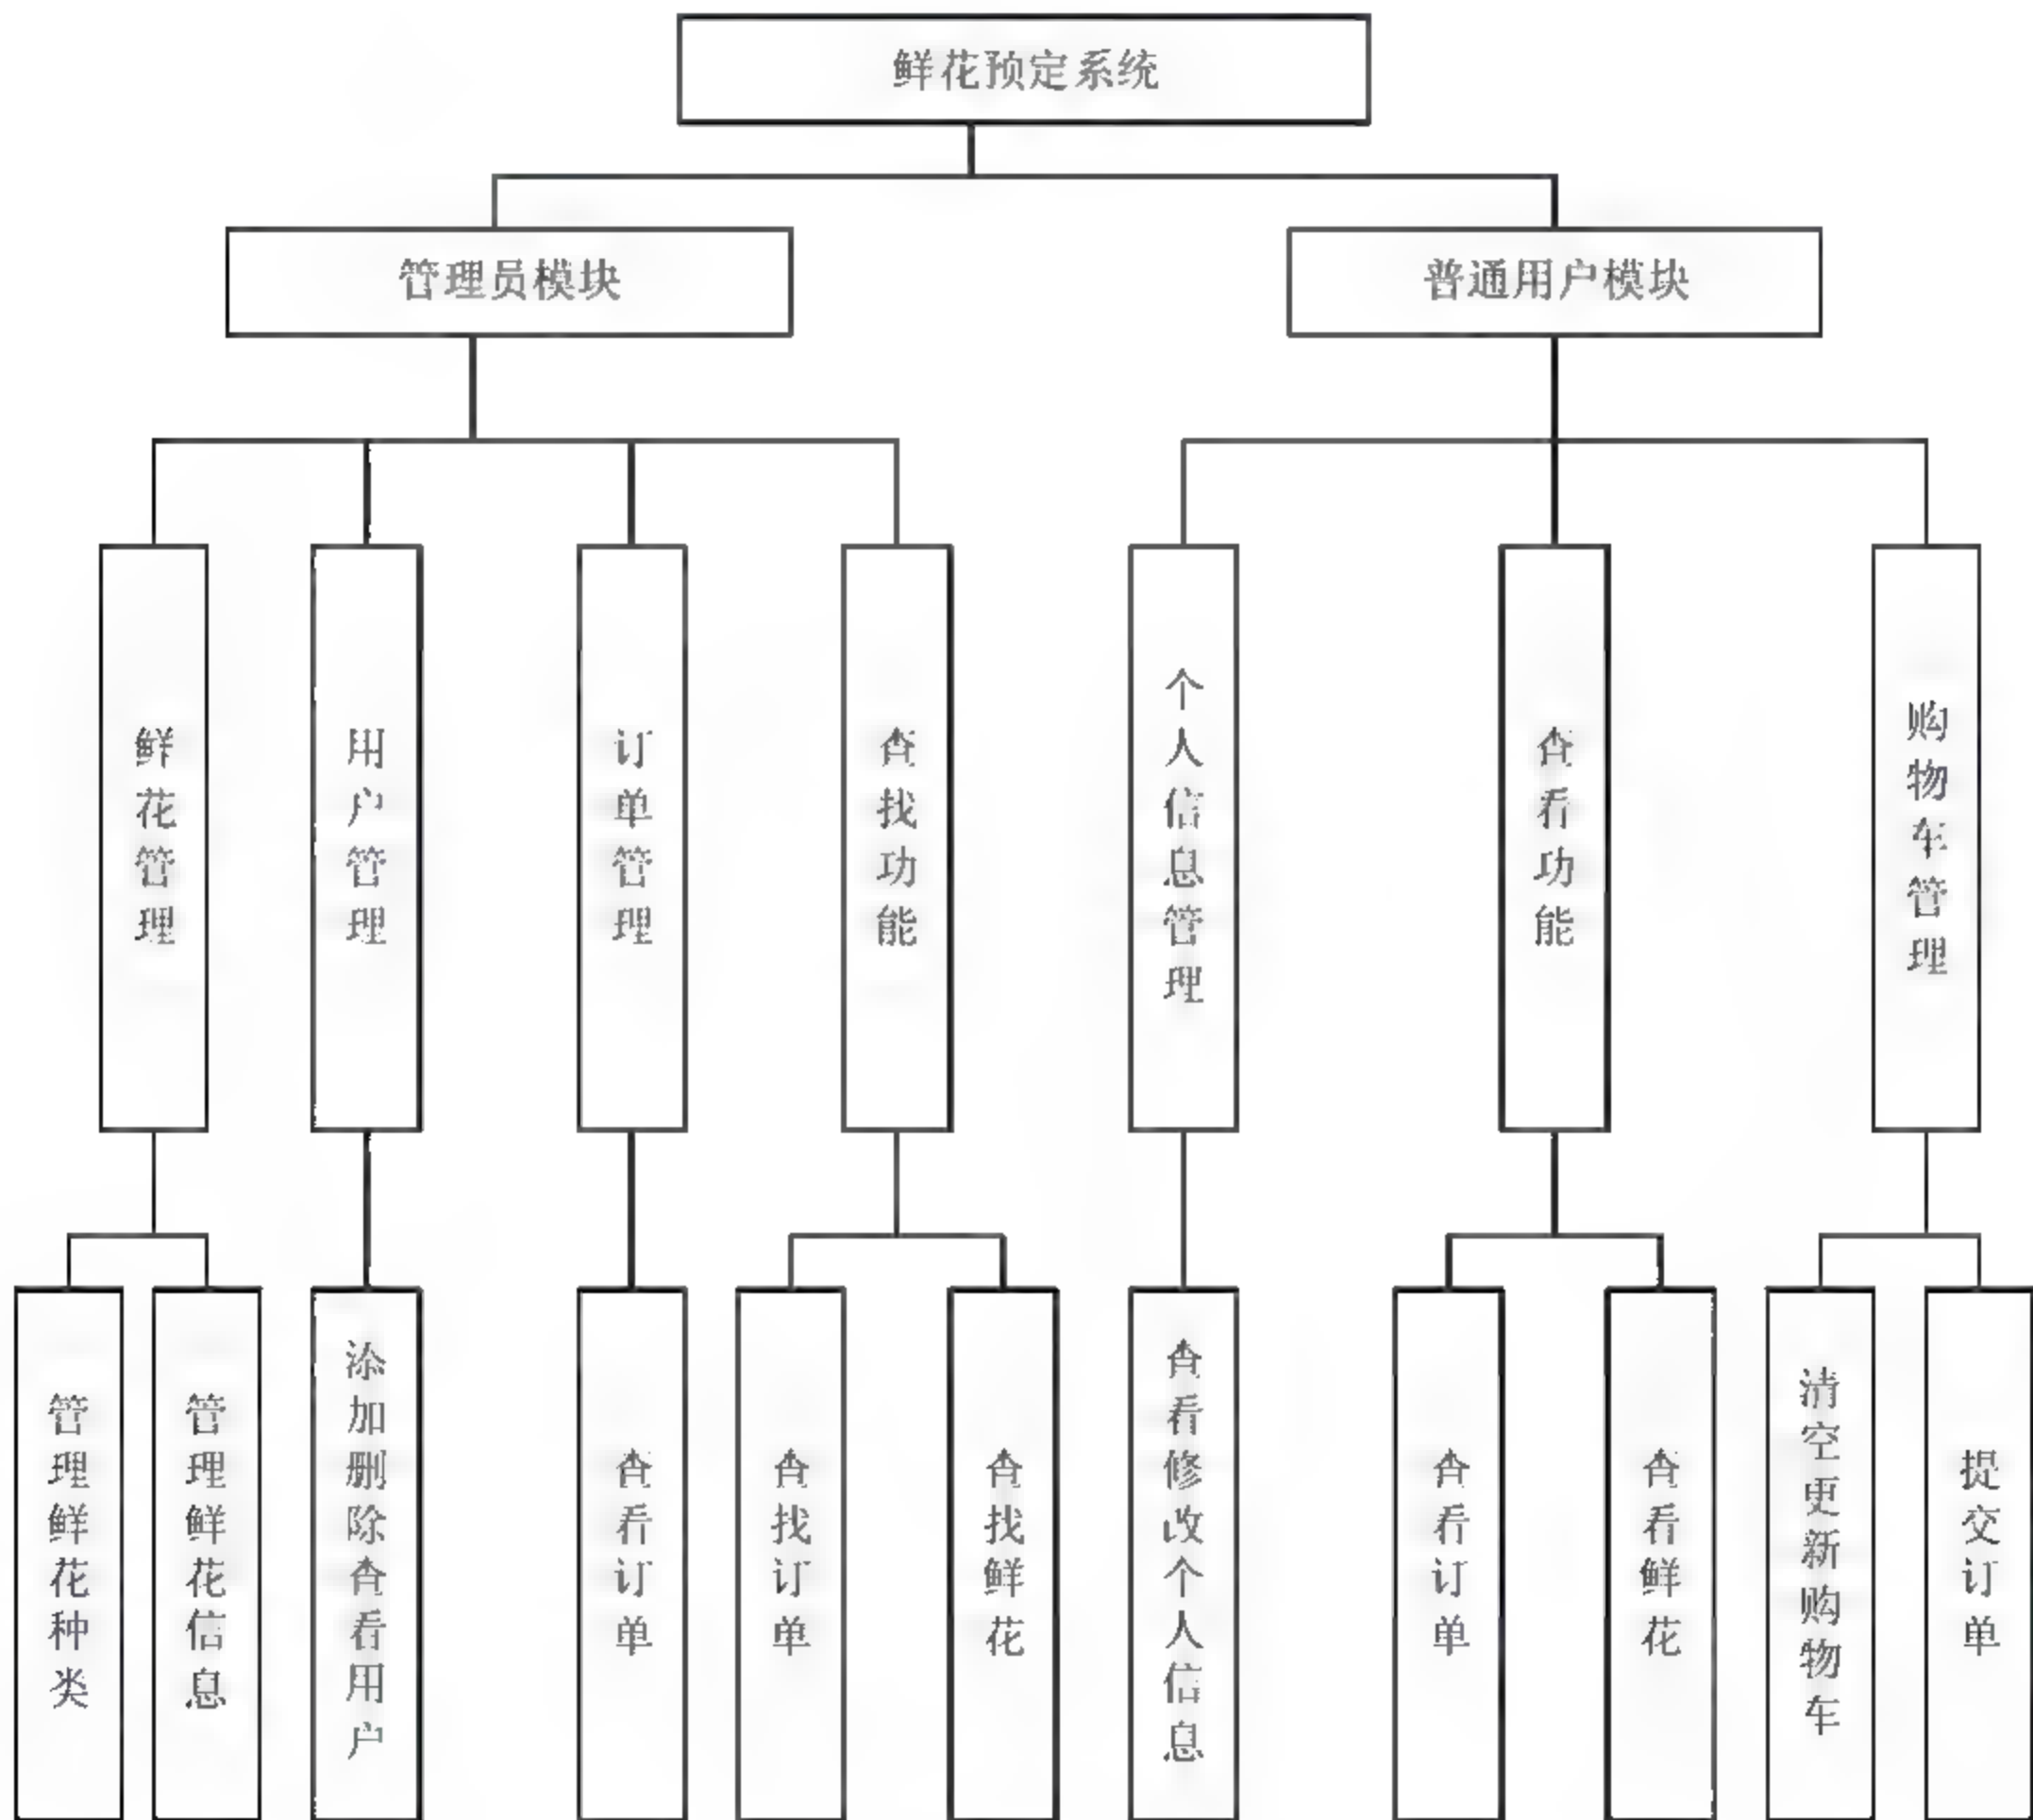 鲜花预定系统
管理员模块
普通用户模块
鲜花管理
用户管理
订单管理
查找功能
个人信息管理
查看功能
购物车管理
管理鲜花种类
管理鲜花信息
添加删除查看用户
查看订单
查找订单
查找鲜花
查看修改个人信息
查看订单
查看鲜花
清空更新购物车
提交订单